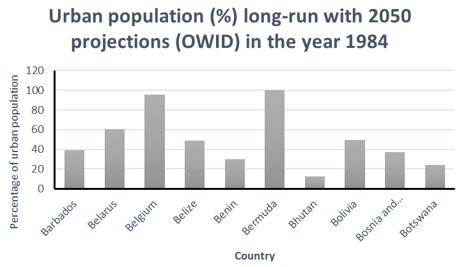 Urban population (%) long-run with 2050
projections (OWID) in the year 1984
Percentage of urban population
120
100
80
60
40
20
0
Barbados
Belarus
Belgium
Belize
Benin
Bermuda
Bhutan
Bolivia
Bosnia and...
Botswana
Country